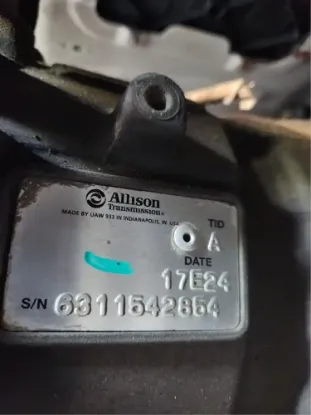 Allison
Transmission®
MADE BY UAW 933 IN INDIANAPOLIS, IN. USA
TID
A
DATE
17E24
S/N 6311542854